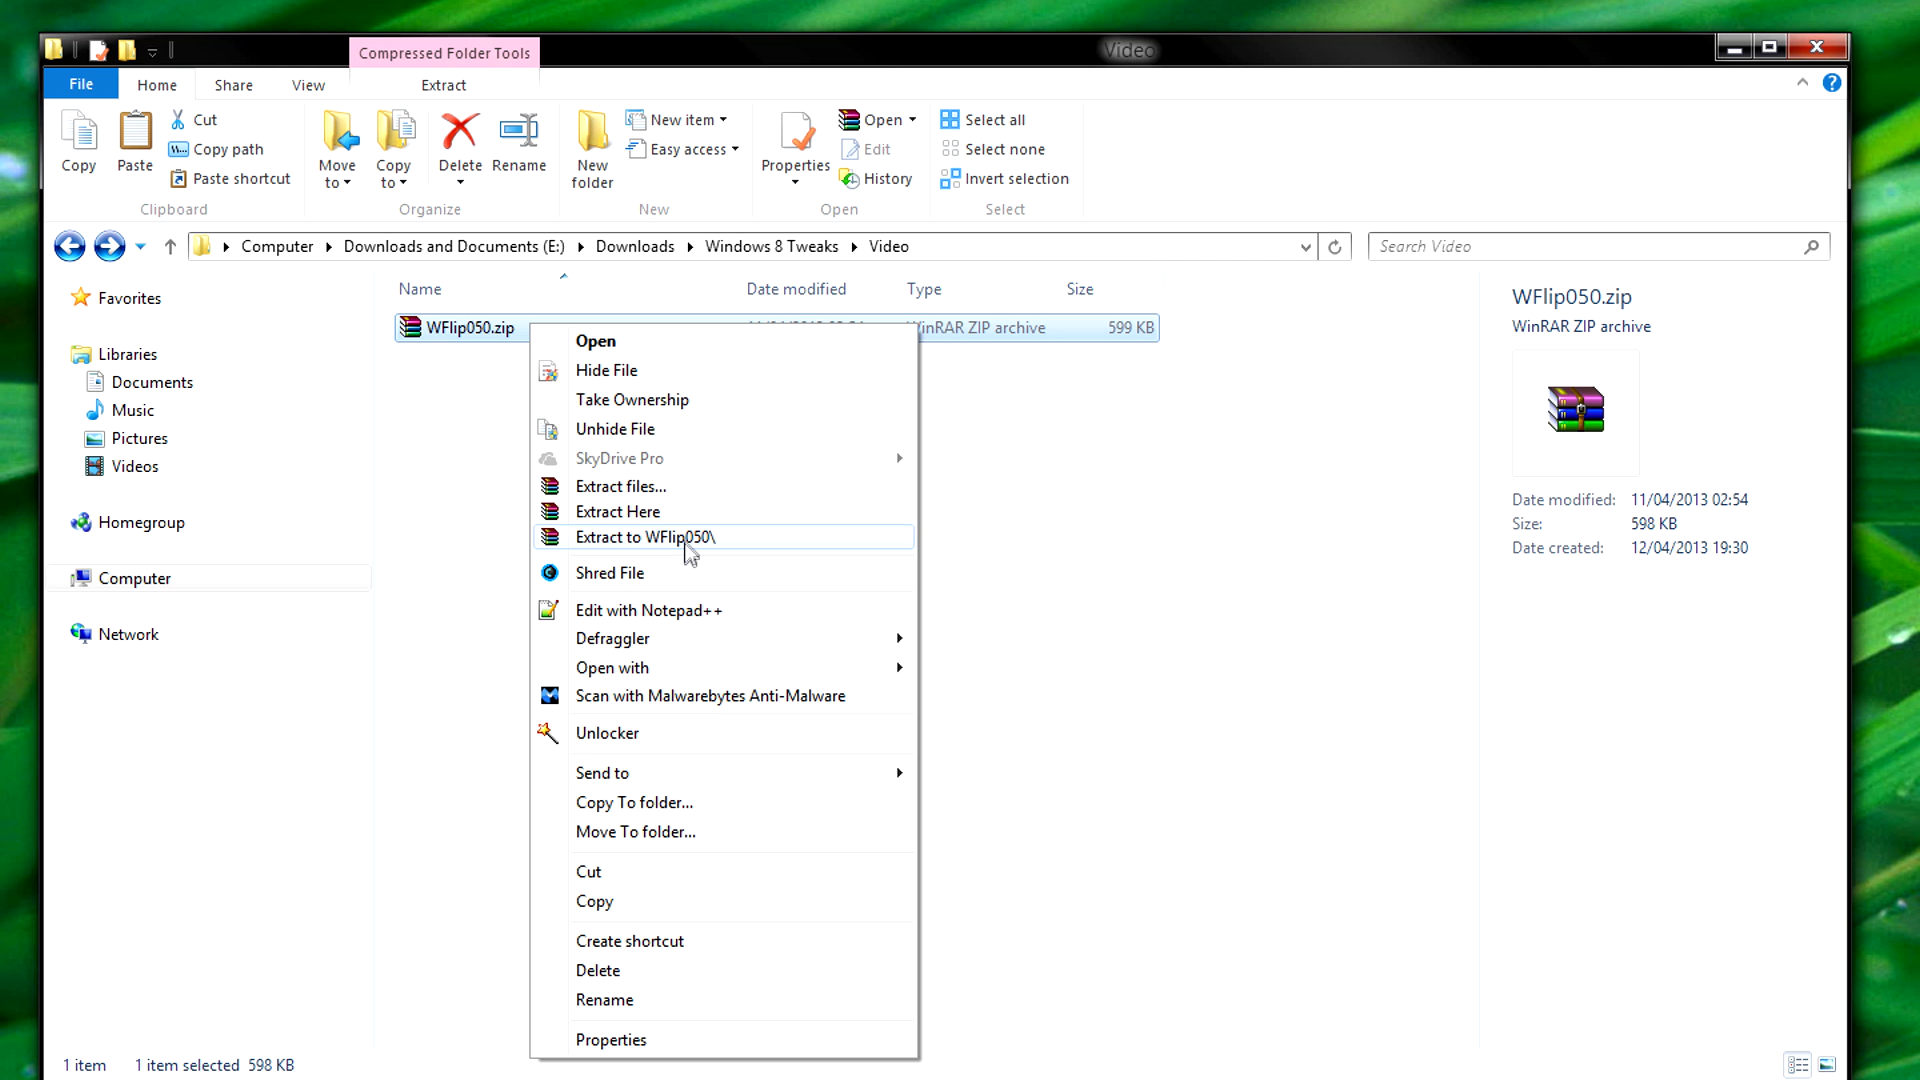 Compressed Folder Tools
Video
File
Home
Share
View
Extract
Copy
Paste
Cut
Copy path
Paste shortcut
Clipboard
Move to
Copy to
Delete
Rename
Organize
New folder
New item
Easy access
New
Properties
Open
Edit
History
Open
Select all
Select none
Invert selection
Select
Computer
Downloads and Documents (E:)
Downloads
Windows 8 Tweaks
Video
Search Video
Favorites
Libraries
Documents
Music
Pictures
Videos
Homegroup
Computer
Network
Name
Date modified
Type
Size
WFlip050.zip
WinRAR ZIP archive
599 KB
Open
Hide File
Take Ownership
Unhide File
SkyDrive Pro
Extract files...
Extract Here
Extract to WFlip050\
Shred File
Edit with Notepad++
Defraggler
Open with
Scan with Malwarebytes Anti-Malware
Unlocker
Send to
Copy To folder...
Move To folder...
Cut
Copy
Create shortcut
Delete
Rename
Properties
WFlip050.zip
WinRAR ZIP archive
Date modified: 11/04/2013 02:54
Size: 598 KB
Date created: 12/04/2013 19:30
1 item
1 item selected 598 KB